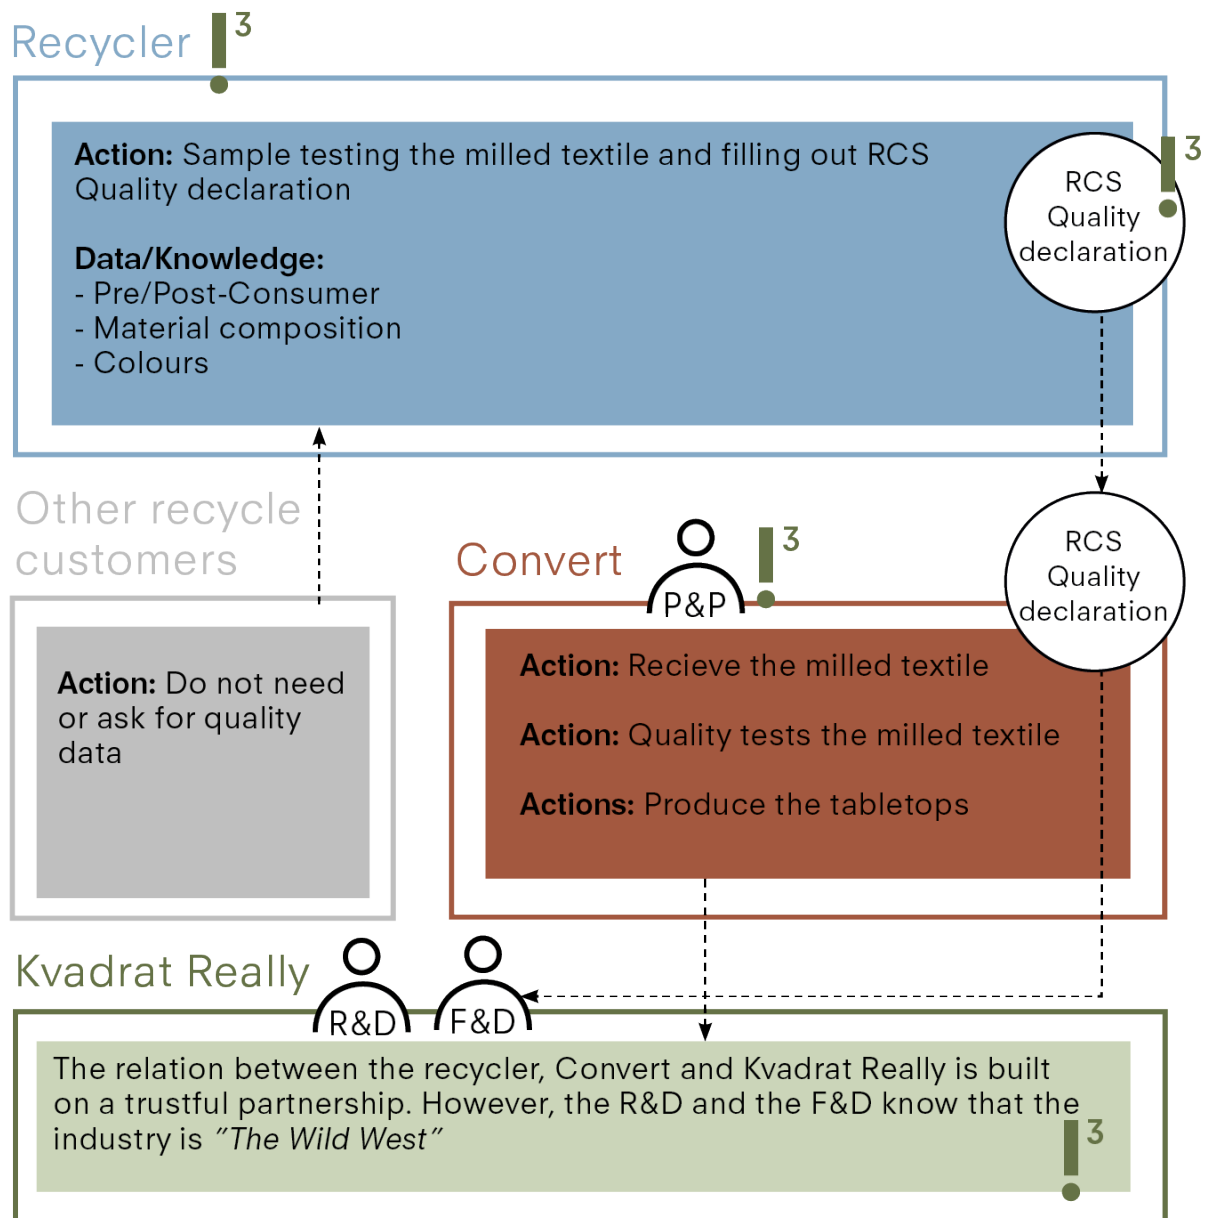 Recycler
3
Action: Sample testing the milled textile and filling out RCS
Quality declaration
Data/Knowledge:
- Pre/Post-Consumer
- Material composition
- Colours
RCS
Quality
declaration
3
Other recycle
customers
Action: Do not need
or ask for quality
data
Convert
P&P
3
RCS
Quality
declaration
Action: Recieve the milled textile
Action: Quality tests the milled textile
Actions: Produce the tabletops
Kvadrat Really
R&D
F&D
The relation between the recycler, Convert and Kvadrat Really is built
on a trustful partnership. However, the R&D and the F&D know that the
industry is ”The Wild West”
3